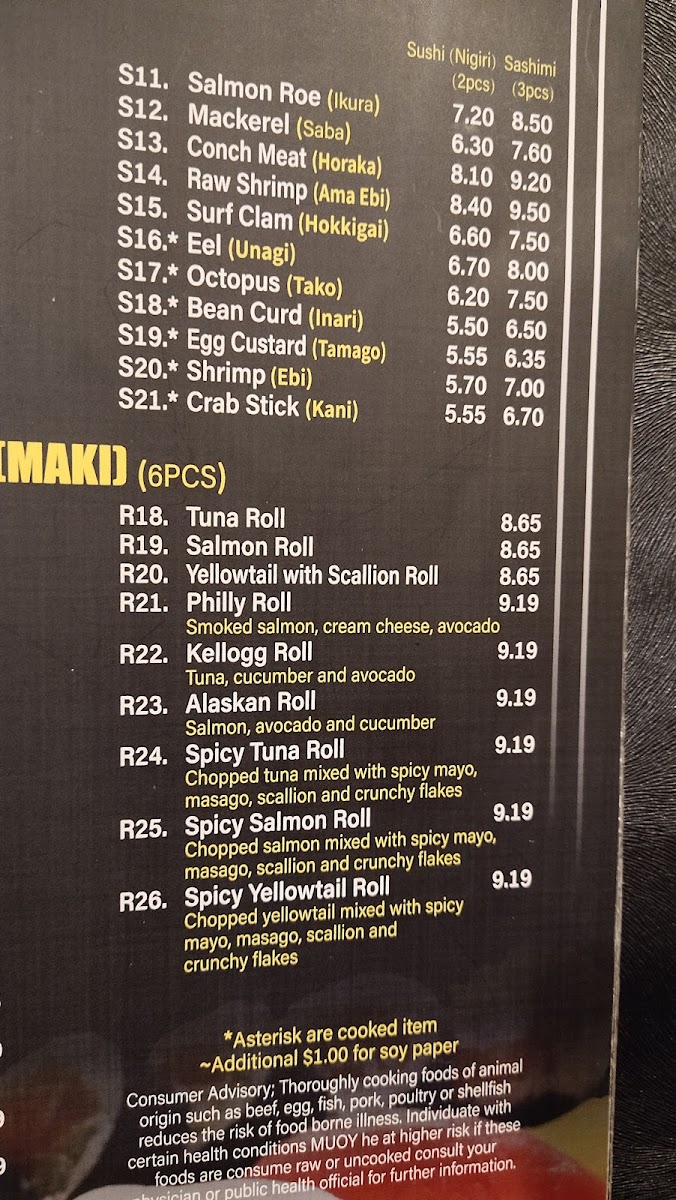 Sushi (Nigiri) Sashimi
(2pcs) (3pcs)
S11. Salmon Roe (Ikura) 7.20 8.50
S12. Mackerel (Saba) 6.30 7.60
S13. Conch Meat (Horaka) 8.10 9.20
S14. Raw Shrimp (Ama Ebi) 8.40 9.50
S15. Surf Clam (Hokkigai) 6.60 7.50
S16.* Eel (Unagi) 6.70 8.00
S17.* Octopus (Tako) 6.20 7.50
S18.* Bean Curd (Inari) 5.50 6.50
S19.* Egg Custard (Tamago) 5.55 6.35
S20.* Shrimp (Ebi) 5.70 7.00
S21.* Crab Stick (Kani) 5.55 6.70
(MAKI) (6PCS)
R18. Tuna Roll 8.65
R19. Salmon Roll 8.65
R20. Yellowtail with Scallion Roll 8.65
R21. Philly Roll 9.19
Smoked salmon, cream cheese, avocado
R22. Kellogg Roll 9.19
Tuna, cucumber and avocado
R23. Alaskan Roll 9.19
Salmon, avocado and cucumber
R24. Spicy Tuna Roll 9.19
Chopped tuna mixed with spicy mayo,
masago, scallion and crunchy flakes
R25. Spicy Salmon Roll 9.19
Chopped salmon mixed with spicy mayo,
masago, scallion and crunchy flakes
R26. Spicy Yellowtail Roll 9.19
Chopped yellowtail mixed with spicy
mayo, masago, scallion and
crunchy flakes
*Asterisk are cooked item
~Additional $1.00 for soy paper
Consumer Advisory; Thoroughly cooking foods of animal
origin such as beef, egg, fish, pork, poultry or shellfish
reduces the risk of food borne illness. Individuate with
certain health conditions MUOY he at higher risk if these
foods are consume raw or uncooked consult your
physician or public health official for further information.